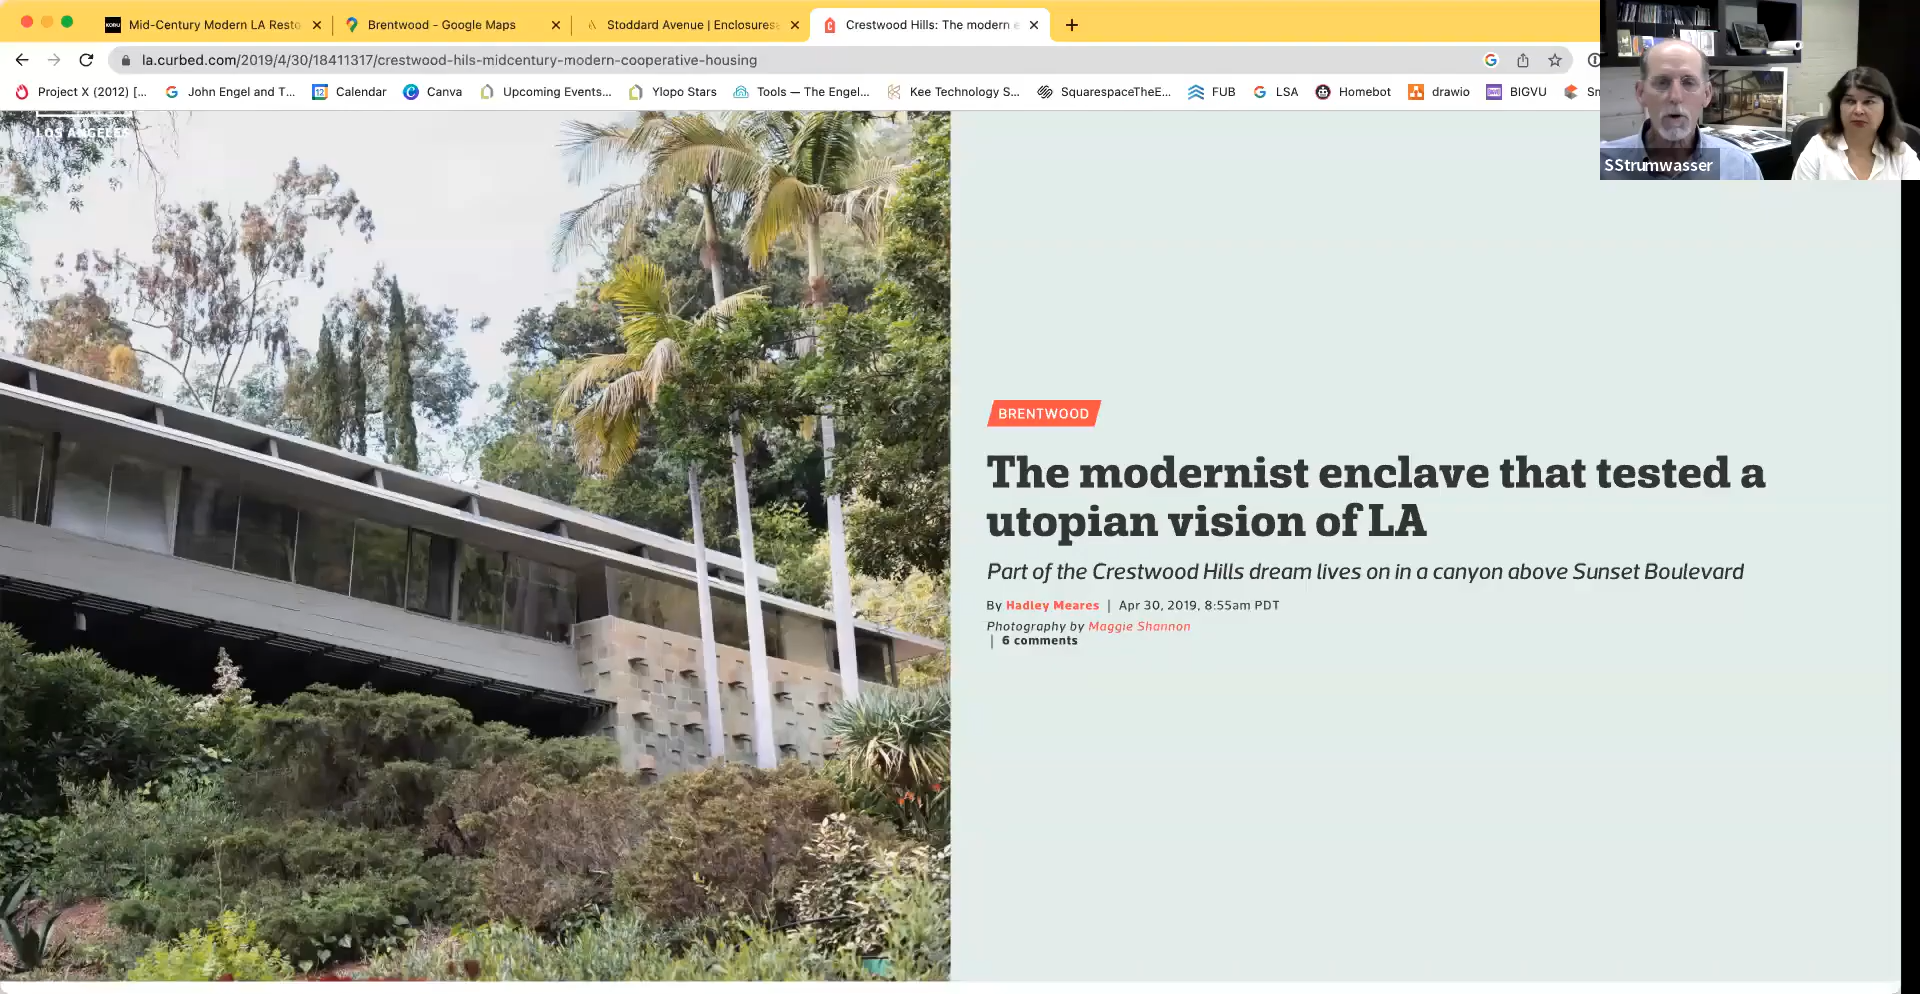 Mid-Century Modern LA Resto
Brentwood - Google Maps
Stoddard Avenue | Enclosures
Crestwood Hills: The modern e
la.curbed.com/2019/4/30/18411317/crestwood-hils-midcentury-modern-cooperative-housing
Project X (2012) [...
John Engel and T...
Calendar
Canva
Upcoming Events...
Ylopo Stars
Tools — The Engel...
Kee Technology S...
SquarespaceTheE...
FUB
LSA
Homebot
drawio
BIGVU
Sm
SStrumwasser
LOS ANGELES
BRENTWOOD
The modernist enclave that tested a
utopian vision of LA
Part of the Crestwood Hills dream lives on in a canyon above Sunset Boulevard
By Hadley Meares | Apr 30, 2019, 8:55am PDT
Photography by Maggie Shannon
| 6 comments